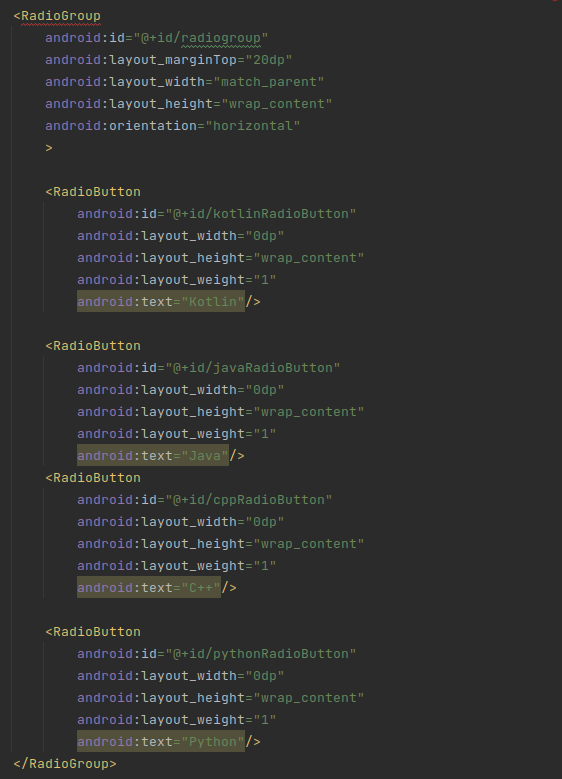 <RadioGroup
    android:id="@+id/radiogroup"
    android:layout_marginTop="20dp"
    android:layout_width="match_parent"
    android:layout_height="wrap_content"
    android:orientation="horizontal"
    >

    <RadioButton
        android:id="@+id/kotlinRadioButton"
        android:layout_width="0dp"
        android:layout_height="wrap_content"
        android:layout_weight="1"
        android:text="Kotlin"/>

    <RadioButton
        android:id="@+id/javaRadioButton"
        android:layout_width="0dp"
        android:layout_height="wrap_content"
        android:layout_weight="1"
        android:text="Java"/>
    <RadioButton
        android:id="@+id/cppRadioButton"
        android:layout_width="0dp"
        android:layout_height="wrap_content"
        android:layout_weight="1"
        android:text="C++"/>

    <RadioButton
        android:id="@+id/pythonRadioButton"
        android:layout_width="0dp"
        android:layout_height="wrap_content"
        android:layout_weight="1"
        android:text="Python"/>
</RadioGroup>